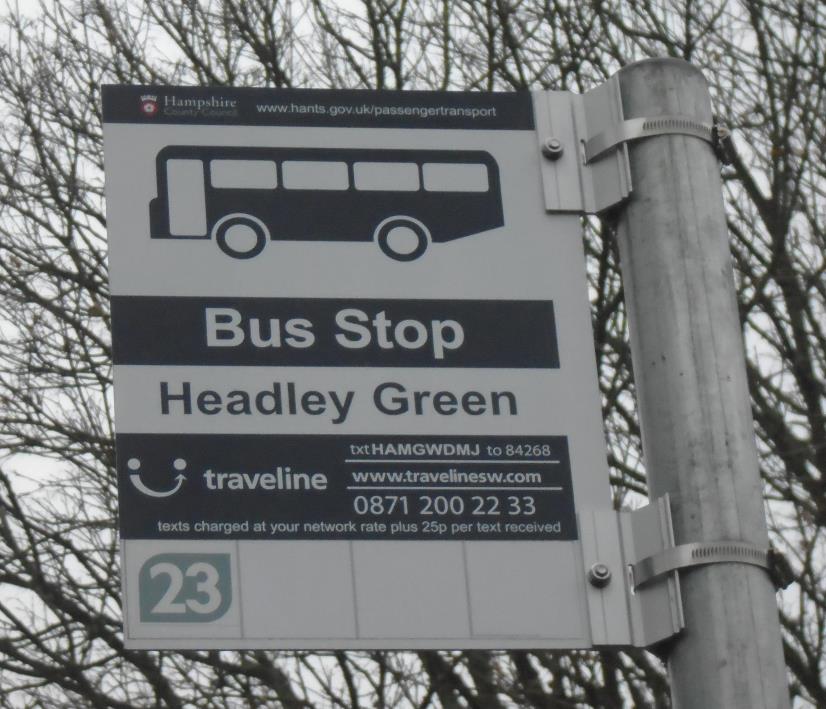 Hampshire
County Council
www.hants.gov.uk/passengertransport
Bus Stop
Headley Green
traveline
txt HAMGWDMJ to 84268
www.travelinesw.com
0871 200 22 33
texts charged at your network rate plus 25p per text received
23